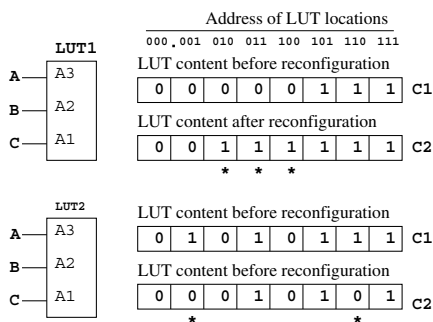 Address of LUT locations
000.001 010 011 100 101 110 111
LUT1
LUT content before reconfiguration
A A3
0 0 0 0 0 1 1 1 C1
B A2
LUT content after reconfiguration
C A1
0 0 1 1 1 1 1 1 C2
* * *
LUT2
LUT content before reconfiguration
A A3
0 1 0 1 0 1 1 1 C1
B A2
LUT content before reconfiguration
C A1
0 0 0 1 0 1 0 1 C2
* *